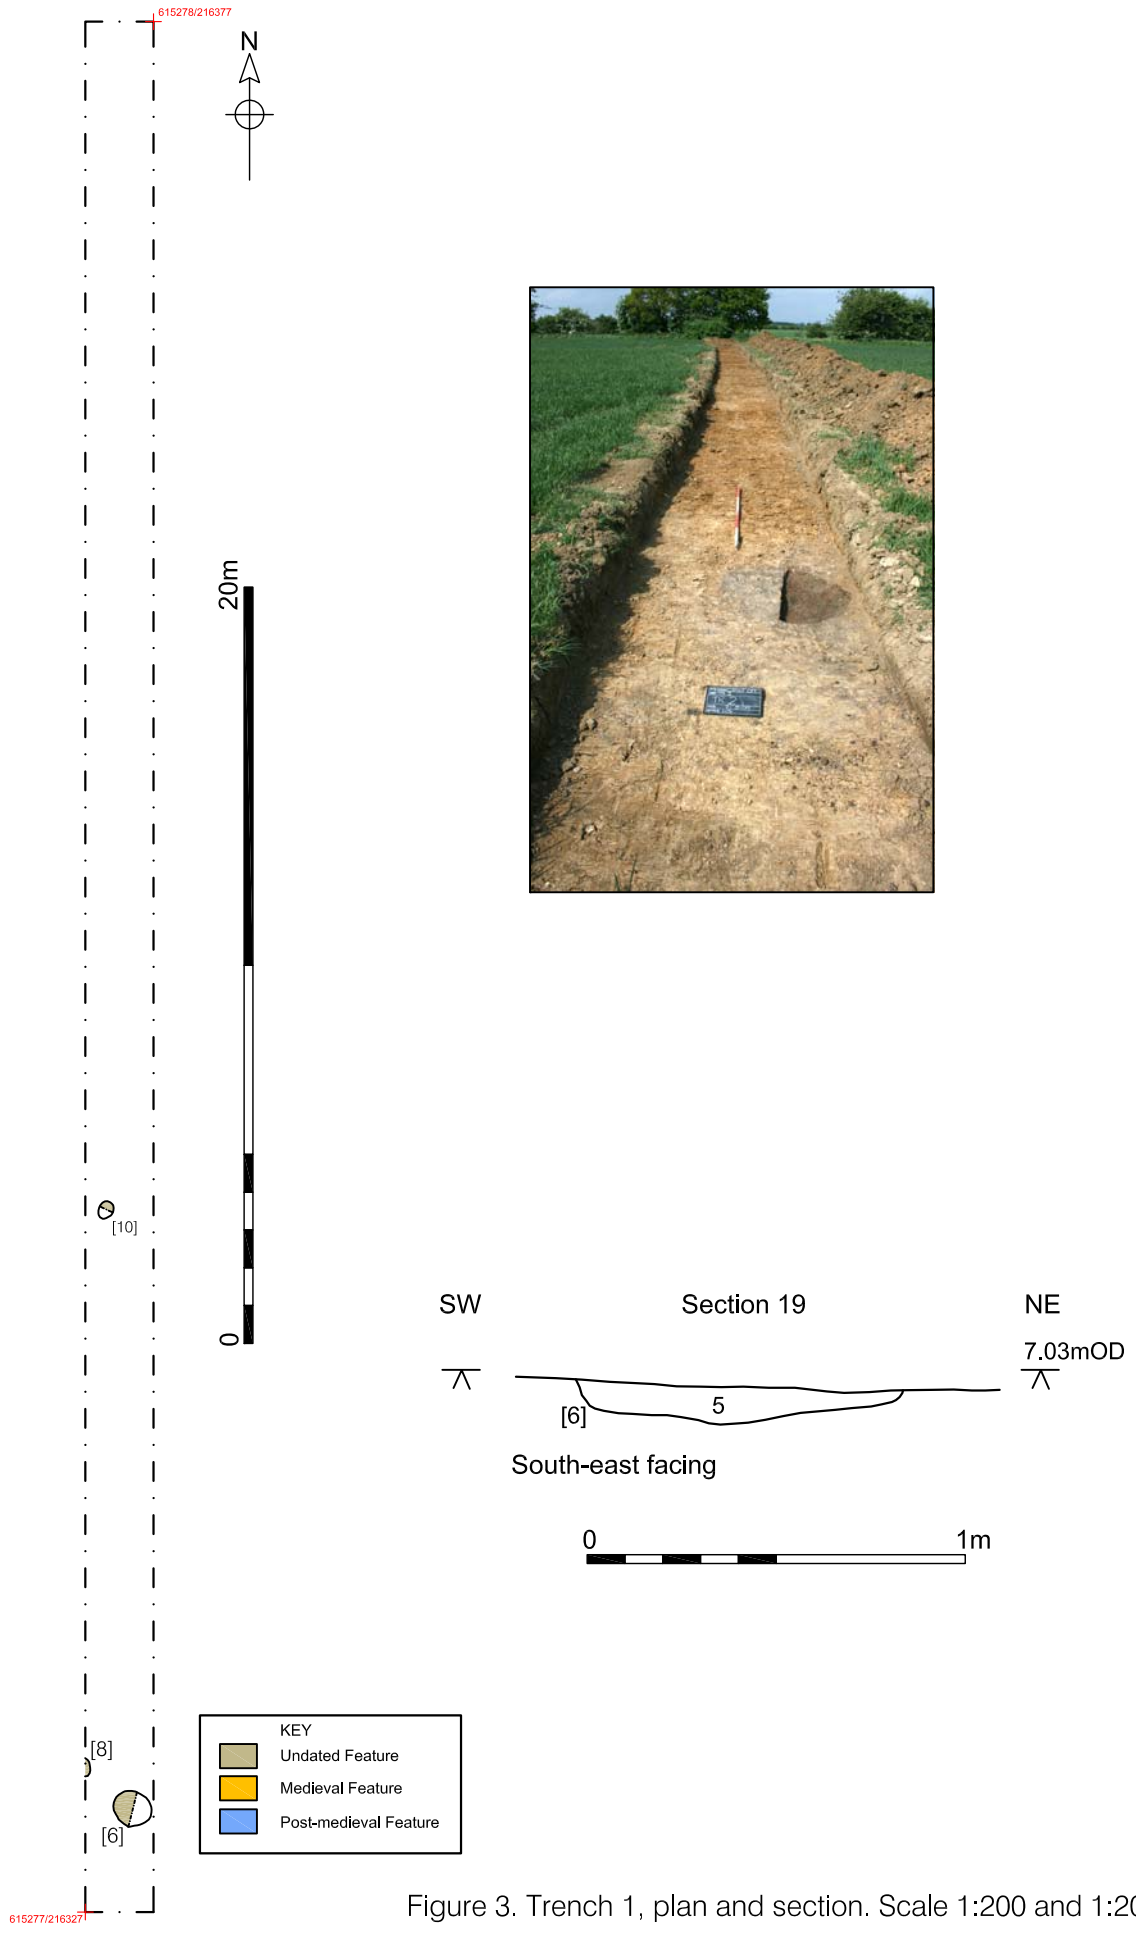 615278/216377
N
20m
0
[10]
SW
Section 19
NE
7.03mOD
[6]
5
South-east facing
0
1m
[8]
[6]
KEY
Undated Feature
Medieval Feature
Post-medieval Feature
615277/216327
Figure 3. Trench 1, plan and section. Scale 1:200 and 1:20